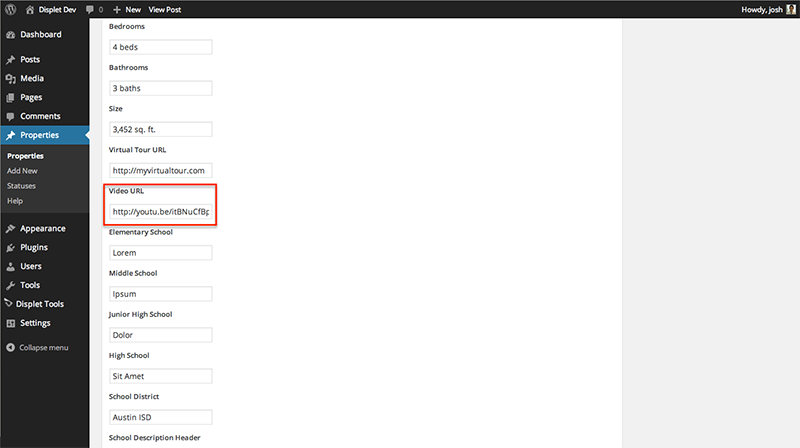 Displet Dev 0 New View Post Howdy, josh
Dashboard
Posts
Media
Pages
Comments
Properties
Properties
Add New
Statuses
Help
Appearance
Plugins
Users
Tools
Displet Tools
Settings
Collapse menu
Bedrooms
4 beds
Bathrooms
3 baths
Size
3,452 sq. ft.
Virtual Tour URL
http://myvirtualtour.com
Video URL
http://youtu.be/itBNuCfBp
Elementary School
Lorem
Middle School
Ipsum
Junior High School
Dolor
High School
Sit Amet
School District
Austin ISD
School Description Header